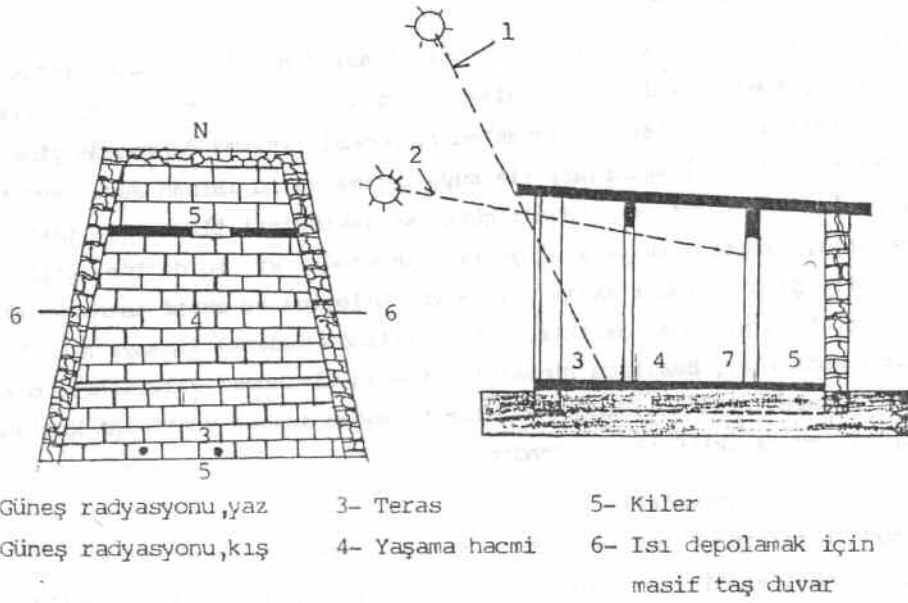 1
2
N
5
6
4
6
3
5
3
4
7
5
Güneş radyasyonu,yaz
Güneş radyasyonu,kış
3- Teras
4- Yaşama hacmi
5- Kiler
6- Isı depolamak için
masif taş duvar